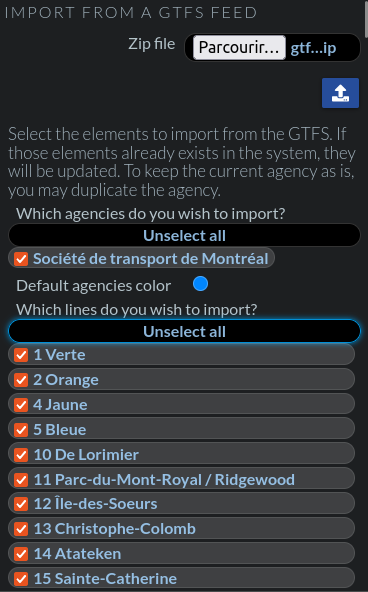 IMPORT FROM A GTFS FEED
Zip file Parcourir... gtf...ip
Select the elements to import from the GTFS. If
those elements already exists in the system, they
will be updated. To keep the current agency as is,
you may duplicate the agency.
Which agencies do you wish to import?
Unselect all
Société de transport de Montréal
Default agencies color
Which lines do you wish to import?
Unselect all
1 Verte
2 Orange
4 Jaune
5 Bleue
10 De Lorimier
11 Parc-du-Mont-Royal / Ridgewood
12 Île-des-Soeurs
13 Christophe-Colomb
14 Atateken
15 Sainte-Catherine